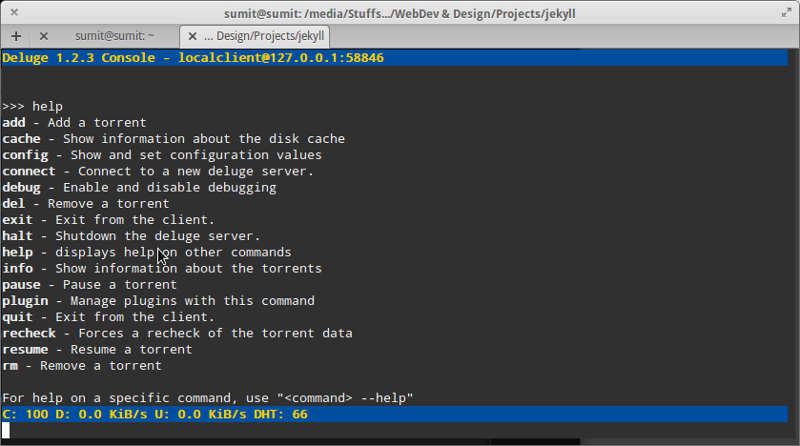 sumit@sumit: /media/Stuffs.../WebDev & Design/Projects/jekyll
sumit@sumit: ~
... Design/Projects/jekyll
Deluge 1.2.3 Console - localclient@127.0.0.1:58846
>>> help
add - Add a torrent
cache - Show information about the disk cache
config - Show and set configuration values
connect - Connect to a new deluge server.
debug - Enable and disable debugging
del - Remove a torrent
exit - Exit from the client.
halt - Shutdown the deluge server.
help - displays help on other commands
info - Show information about the torrents
pause - Pause a torrent
plugin - Manage plugins with this command
quit - Exit from the client.
recheck - Forces a recheck of the torrent data
resume - Resume a torrent
rm - Remove a torrent
For help on a specific command, use "<command> --help"
C: 100 D: 0.0 KiB/s U: 0.0 KiB/s DHT: 66